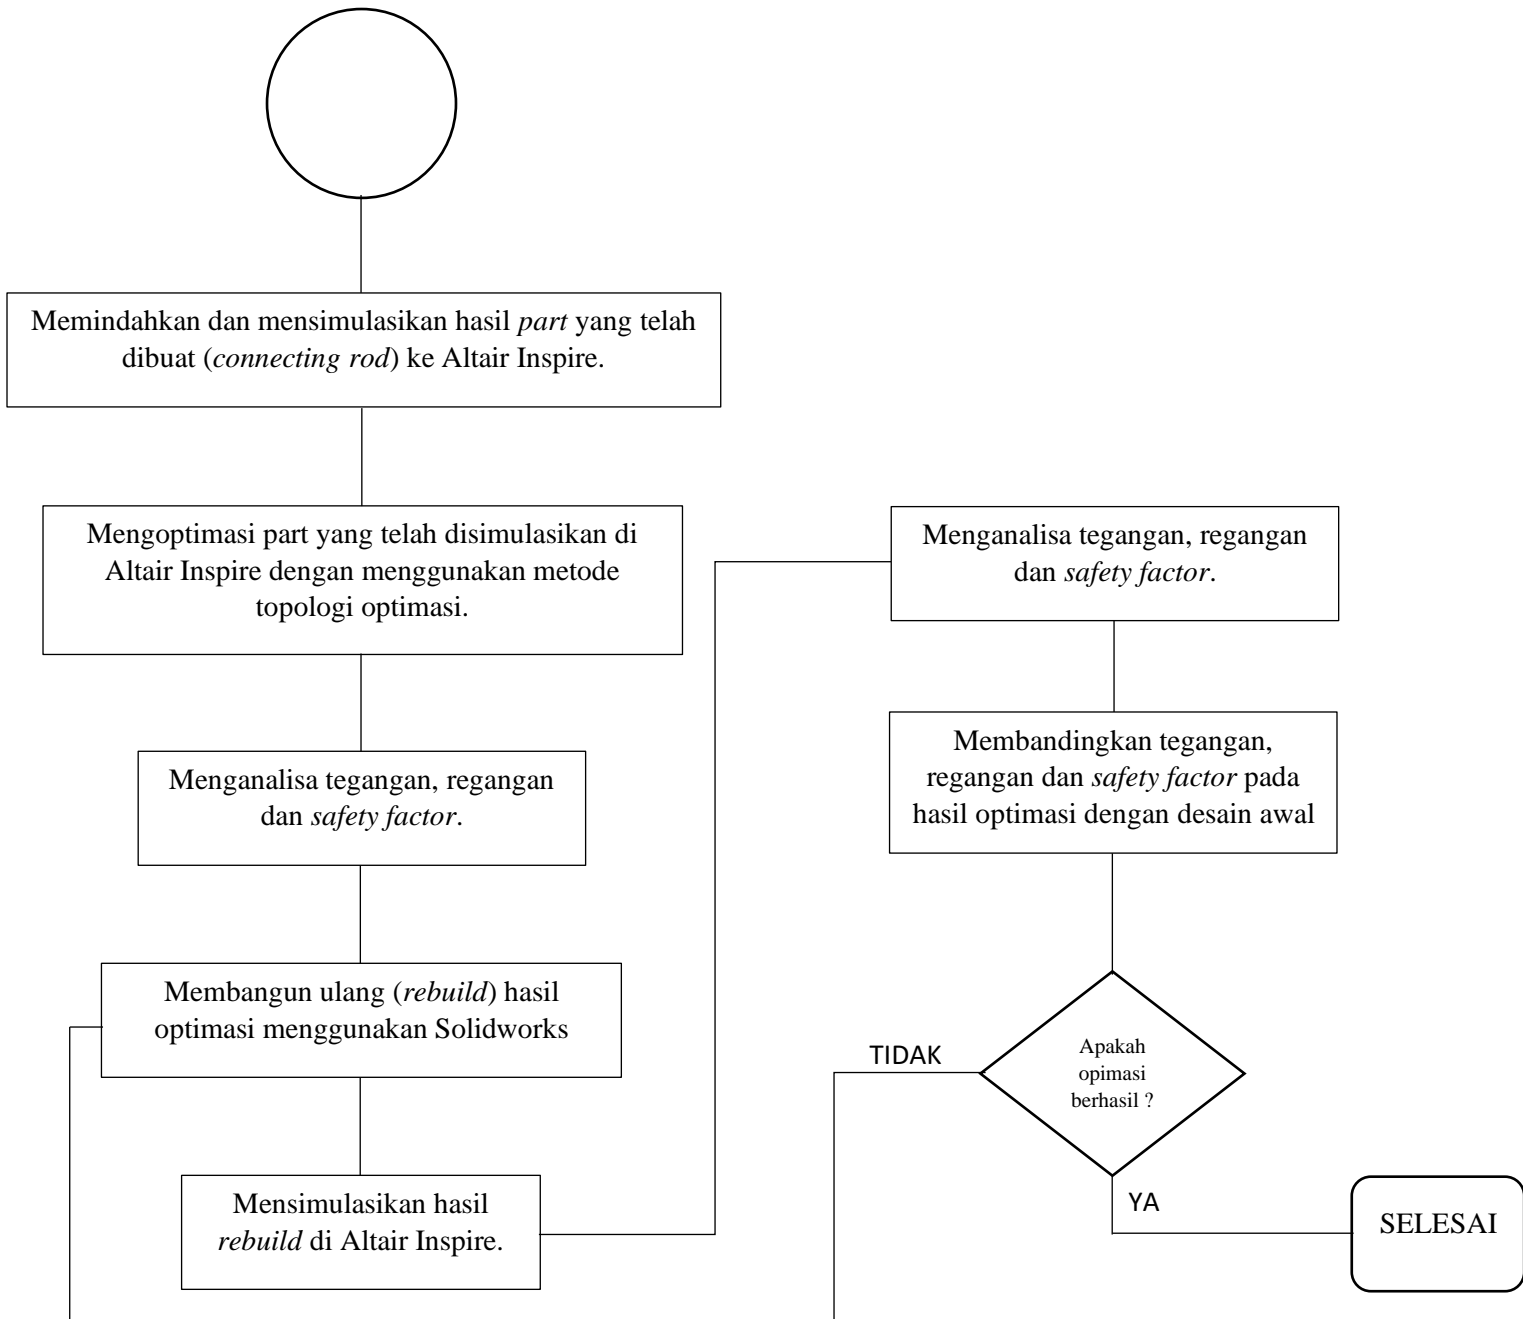 Memindahkan dan mensimulasikan hasil part yang telah
dibuat (connecting rod) ke Altair Inspire.
Mengoptimasi part yang telah disimulasikan di
Altair Inspire dengan menggunakan metode
topologi optimasi.
Menganalisa tegangan, regangan
dan safety factor.
Membangun ulang (rebuild) hasil
optimasi menggunakan Solidworks
Mensimulasikan hasil
rebuild di Altair Inspire.
Menganalisa tegangan, regangan
dan safety factor.
Membandingkan tegangan,
regangan dan safety factor pada
hasil optimasi dengan desain awal
Apakah
opimasi
berhasil ?
TIDAK
YA
SELESAI